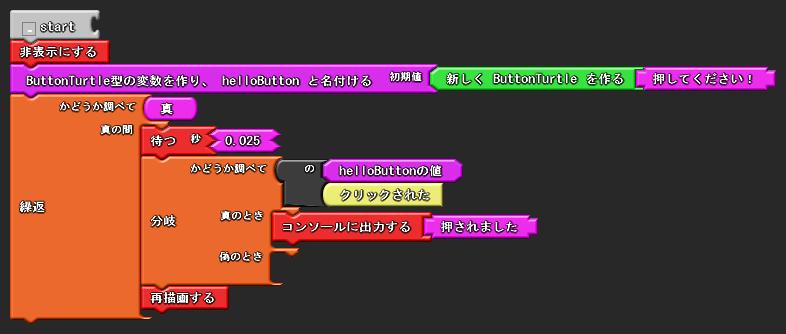 start
非表示にする
ButtonTurtle型の変数を作り、 helloButton と名付ける 初期値 新しく ButtonTurtle を作る 押してください！
かどうか調べて 真
真の間
待つ 秒 0.025
かどうか調べて の helloButtonの値
クリックされた
繰返
分岐
真のとき コンソールに出力する 押されました
偽のとき
再描画する